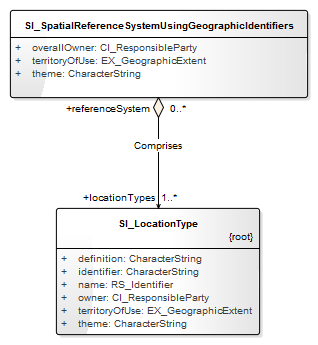 SI_SpatialReferenceSystemUsingGeographicIdentifiers
+ overallOwner: CI_ResponsibleParty
+ territoryOfUse: EX_GeographicExtent
+ theme: CharacterString
+referenceSystem 0..*
Comprises
+locationTypes 1..*
SI_LocationType
{root}
+ definition: CharacterString
+ identifier: CharacterString
+ name: RS_Identifier
+ owner: CI_ResponsibleParty
+ territoryOfUse: EX_GeographicExtent
+ theme: CharacterString